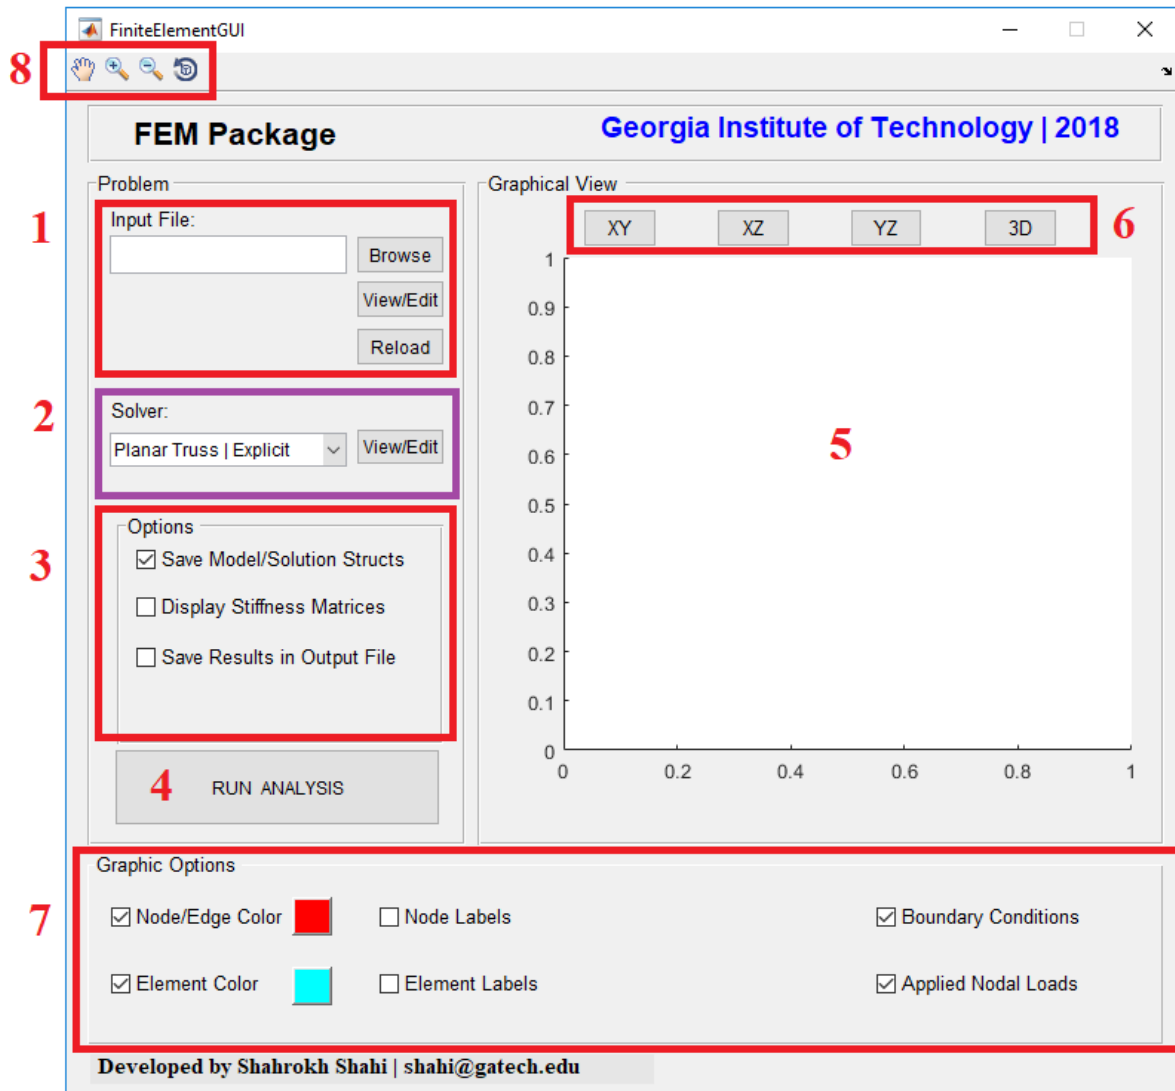 FiniteElementGUI
8
FEM Package
Georgia Institute of Technology | 2018
Problem
1
Input File:
Browse
View/Edit
Reload
2
Solver:
Planar Truss | Explicit
View/Edit
3
Options
Save Model/Solution Structs
Display Stiffness Matrices
Save Results in Output File
4
RUN ANALYSIS
Graphical View
XY XZ YZ 3D
6
1
0.9
0.8
0.7
0.6
0.5
0.4
0.3
0.2
0.1
0
5
0 0.2 0.4 0.6 0.8 1
7
Graphic Options
Node/Edge Color Node Labels Boundary Conditions
Element Color Element Labels Applied Nodal Loads
Developed by Shahrokh Shahi | shahi@gatech.edu